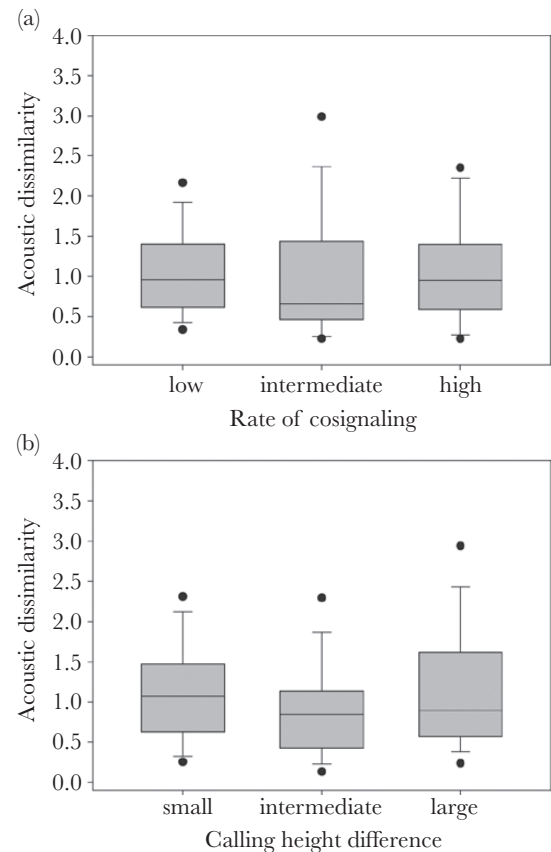 (a)
4.0
3.5
3.0
2.5
2.0
1.5
1.0
0.5
0.0
Acoustic dissimilarity
low intermediate high
Rate of cosignaling
(b)
4.0
3.5
3.0
2.5
2.0
1.5
1.0
0.5
0.0
Acoustic dissimilarity
small intermediate large
Calling height difference